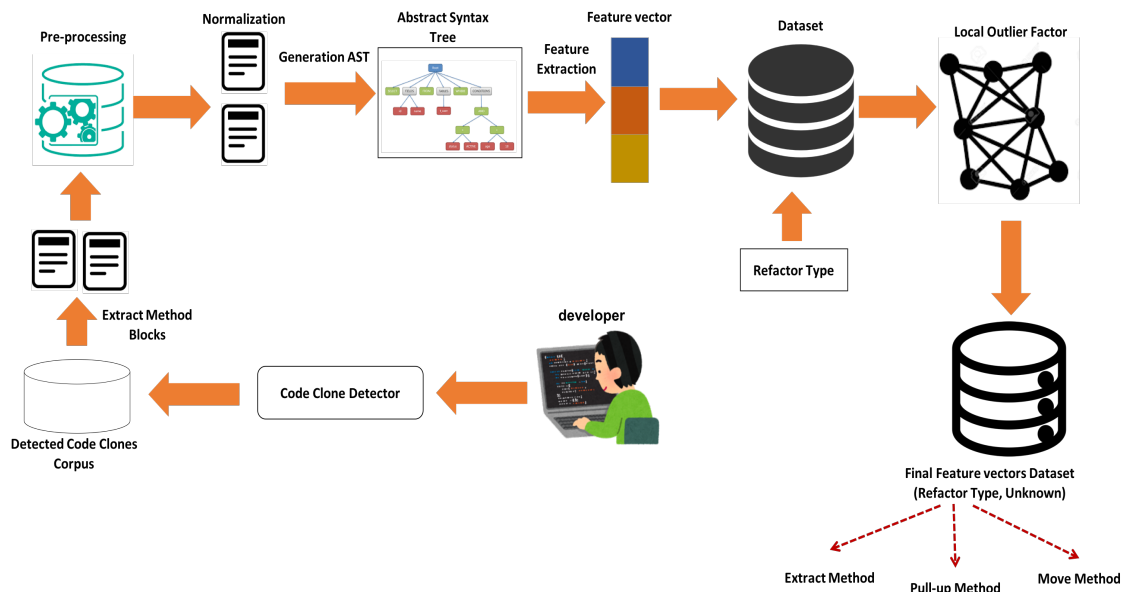 Pre-processing
Normalization
Generation AST
Abstract Syntax
Tree
Feature
Extraction
Feature vector
Dataset
Local Outlier Factor
Refactor Type
Extract Method
Blocks
developer
Code Clone Detector
Detected Code Clones
Corpus
Final Feature vectors Dataset
(Refactor Type, Unknown)
Extract Method
Pull-up Method
Move Method